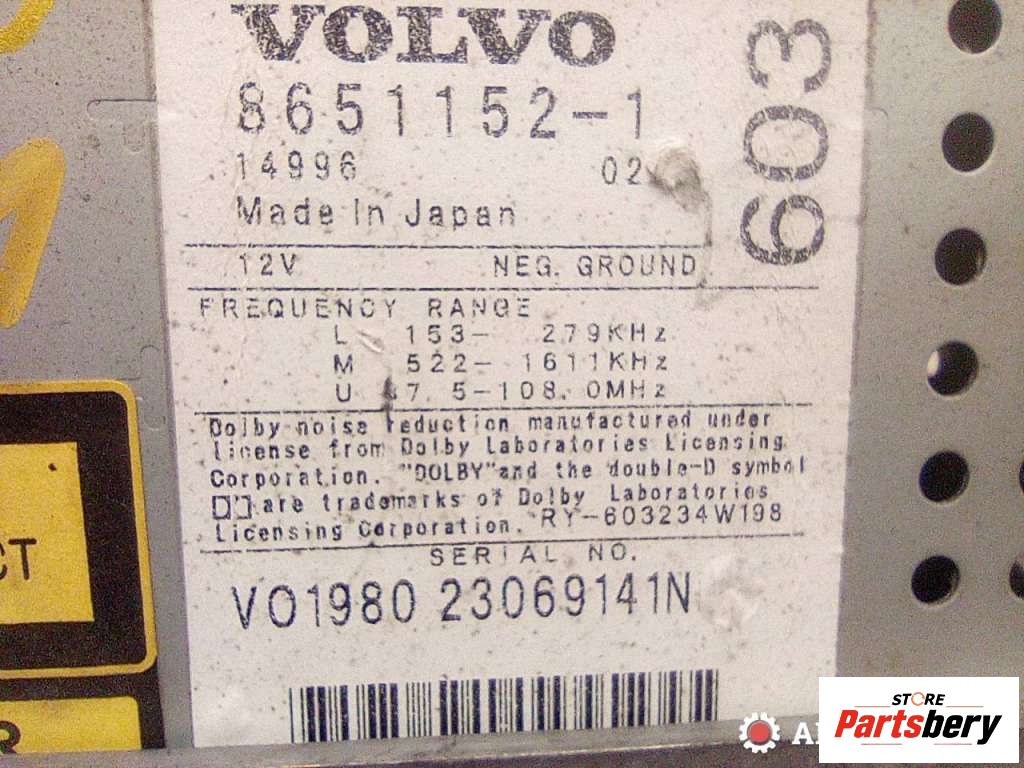 VOLVO
8651152-1
14996 02
Made In Japan
603
12V NEG. GROUND
FREQUENCY RANGE
L 153- 279KHz
M 522- 1611KHz
U 87.5-108.0MHz
Dolby noise reduction manufactured under
License from Dolby Laboratories Licensing
Corporation. "DOLBY" and the double-D symbol
are trademarks of Dolby Laboratories
Licensing Corporation. RY-603234W198
SERIAL NO.
VO1980 23069141N
CT
R
STORE
Partsbery